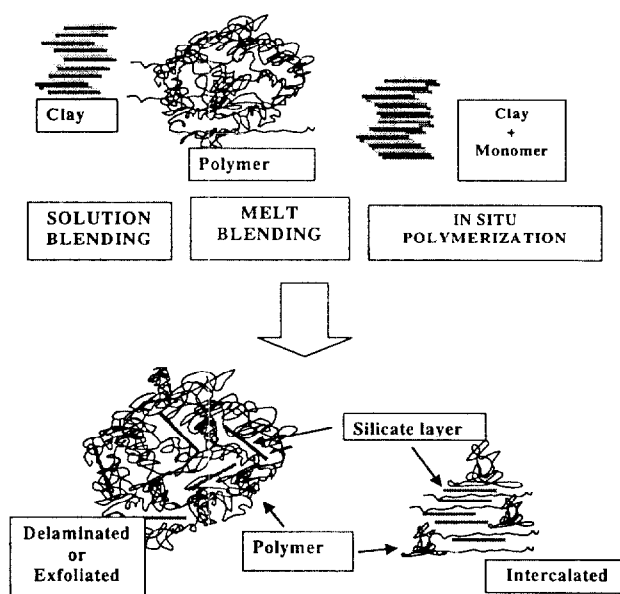 Clay
Polymer
Clay
+
Monomer
SOLUTION
BLENDING
MELT
BLENDING
IN SITU
POLYMERIZATION
Silicate layer
Delaminated
or
Exfoliated
Polymer
Intercalated